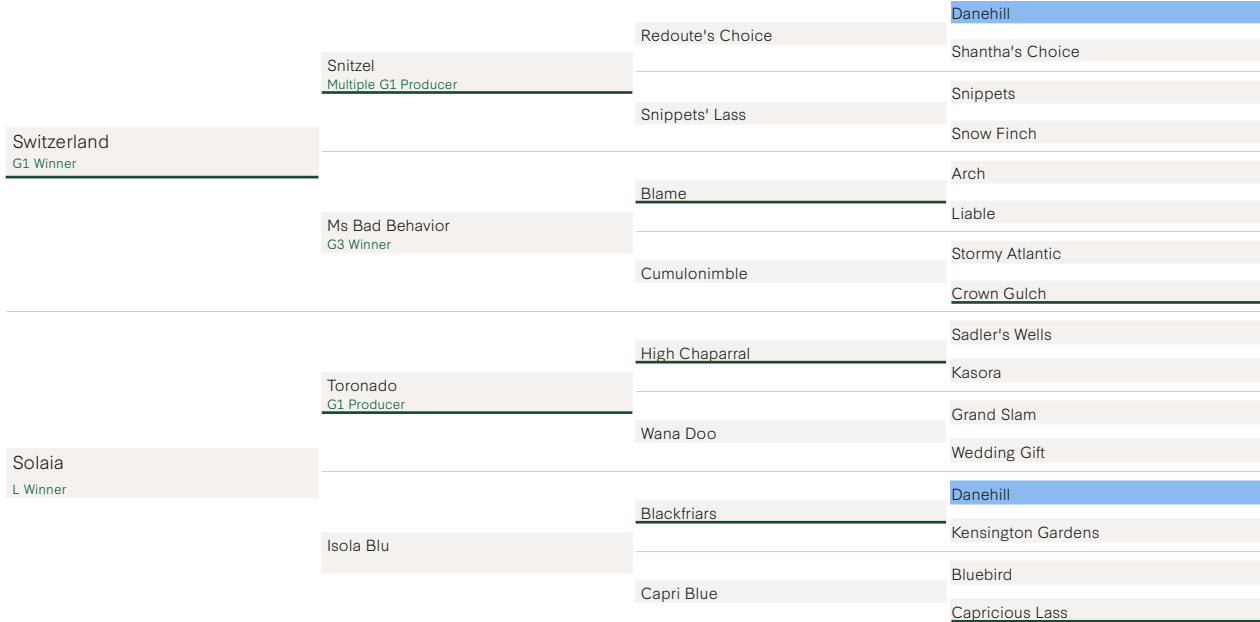 Danehill
Redoute's Choice
Shantha's Choice
Snitzel
Multiple G1 Producer
Snippets
Snippets' Lass
Snow Finch
Switzerland
G1 Winner
Arch
Blame
Liable
Ms Bad Behavior
G3 Winner
Stormy Atlantic
Cumulonimble
Crown Gulch
Sadler's Wells
High Chaparral
Kasora
Toronado
G1 Producer
Grand Slam
Wana Doo
Wedding Gift
Solaia
L Winner
Danehill
Blackfriars
Kensington Gardens
Isola Blu
Bluebird
Capri Blue
Capricious Lass